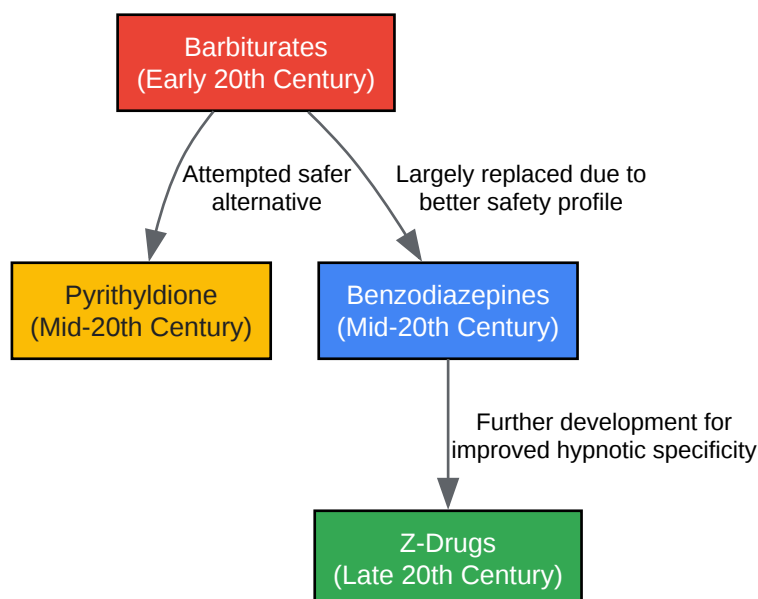 Barbiturates
(Early 20th Century)
Attempted safer
alternative
Largely replaced due to
better safety profile
Pyrithyldione
(Mid-20th Century)
Benzodiazepines
(Mid-20th Century)
Further development for
improved hypnotic specificity
Z-Drugs
(Late 20th Century)